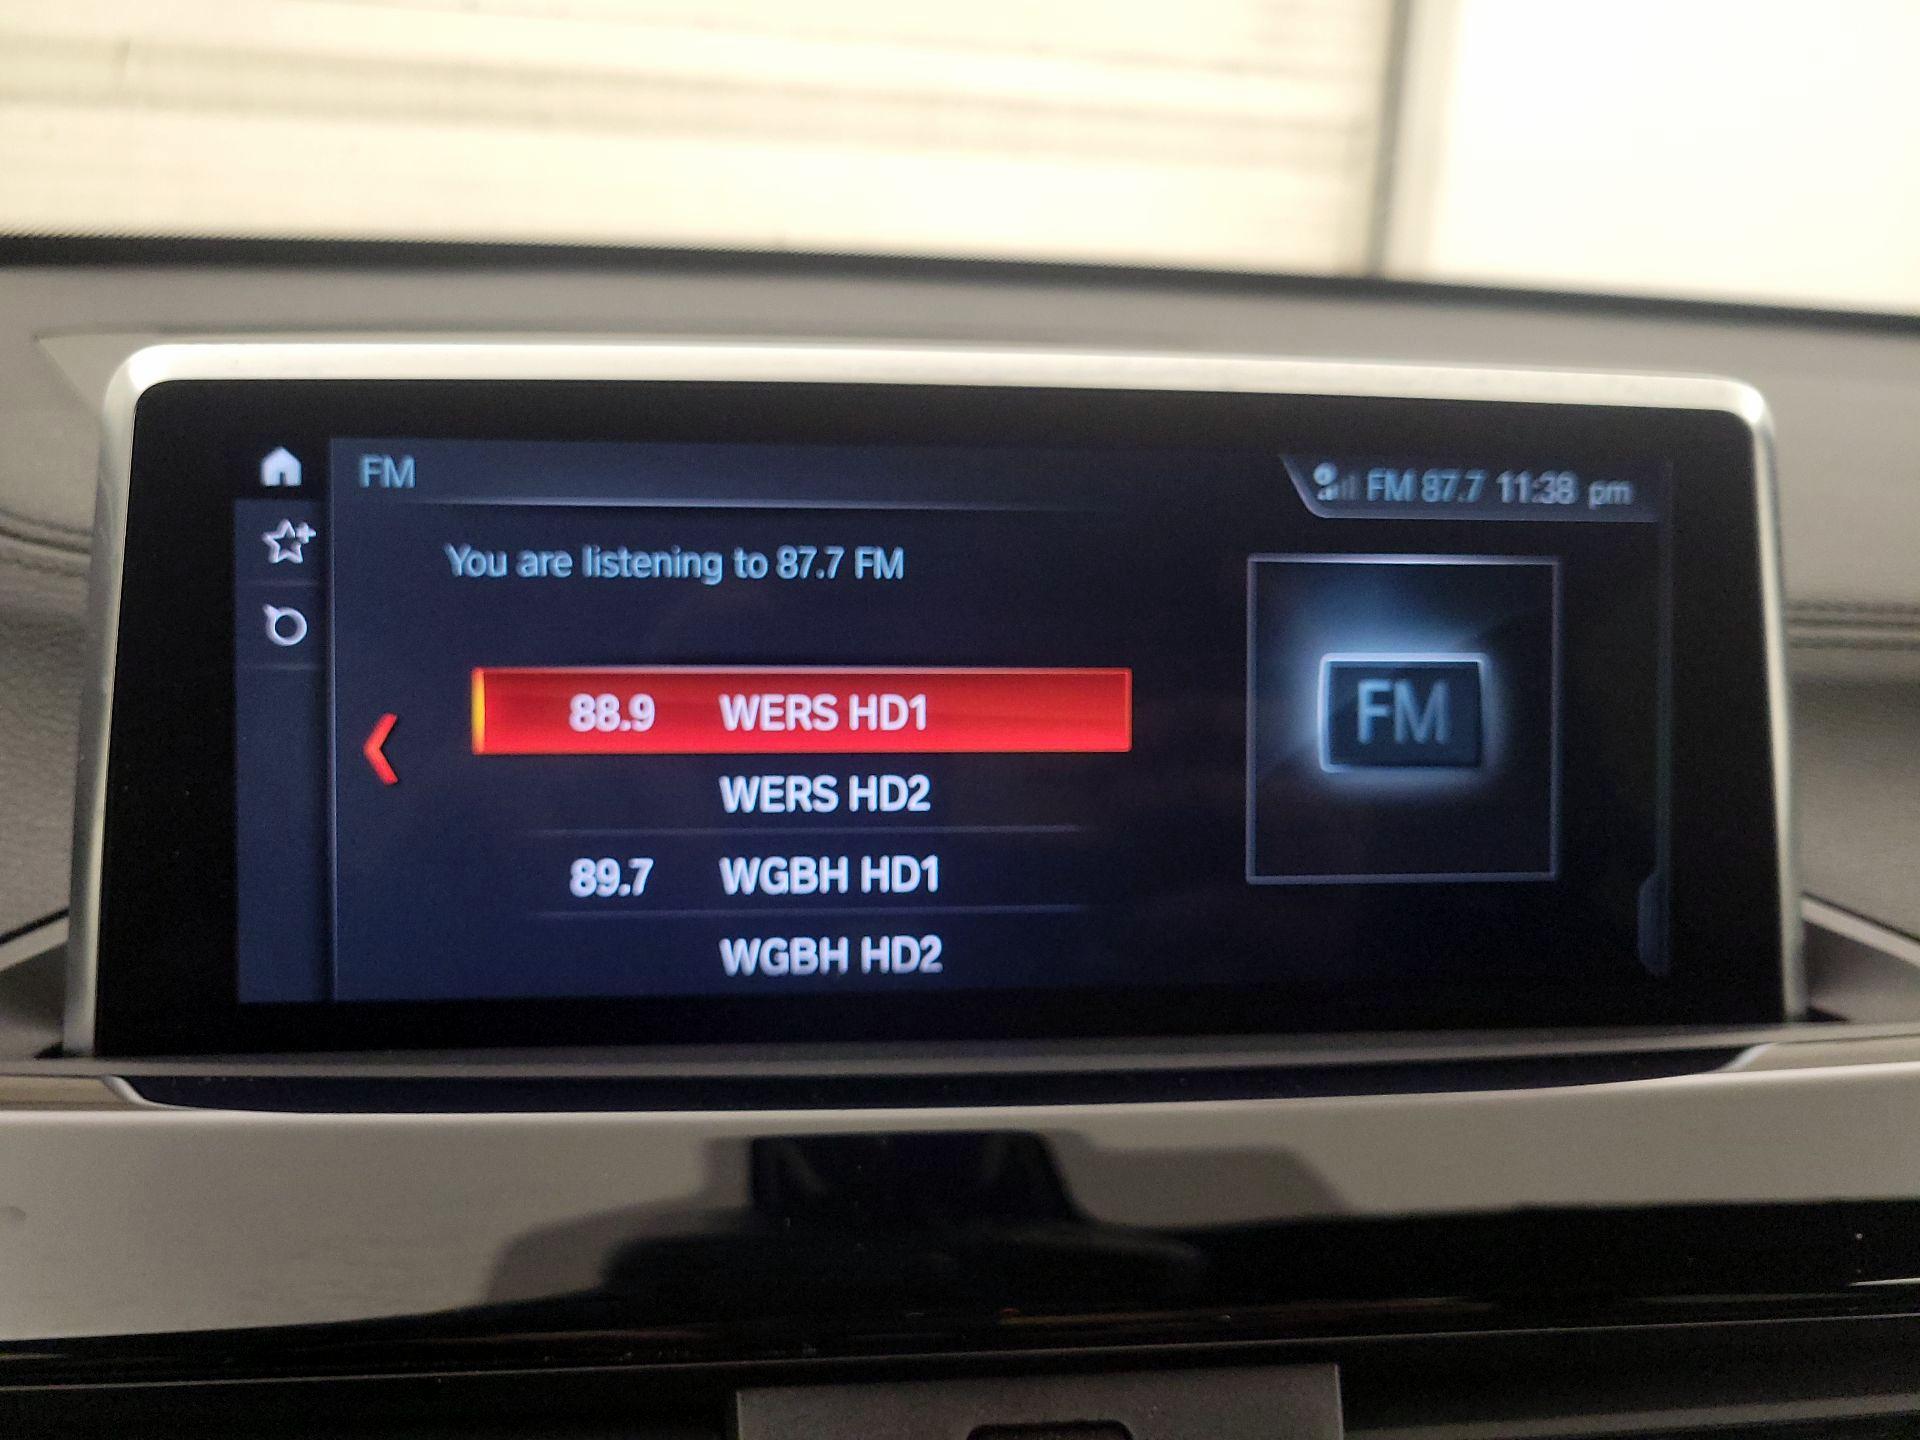 FM
FM 87.7 11:38 pm
You are listening to 87.7 FM
88.9 WERS HD1
WERS HD2
89.7 WGBH HD1
WGBH HD2
FM